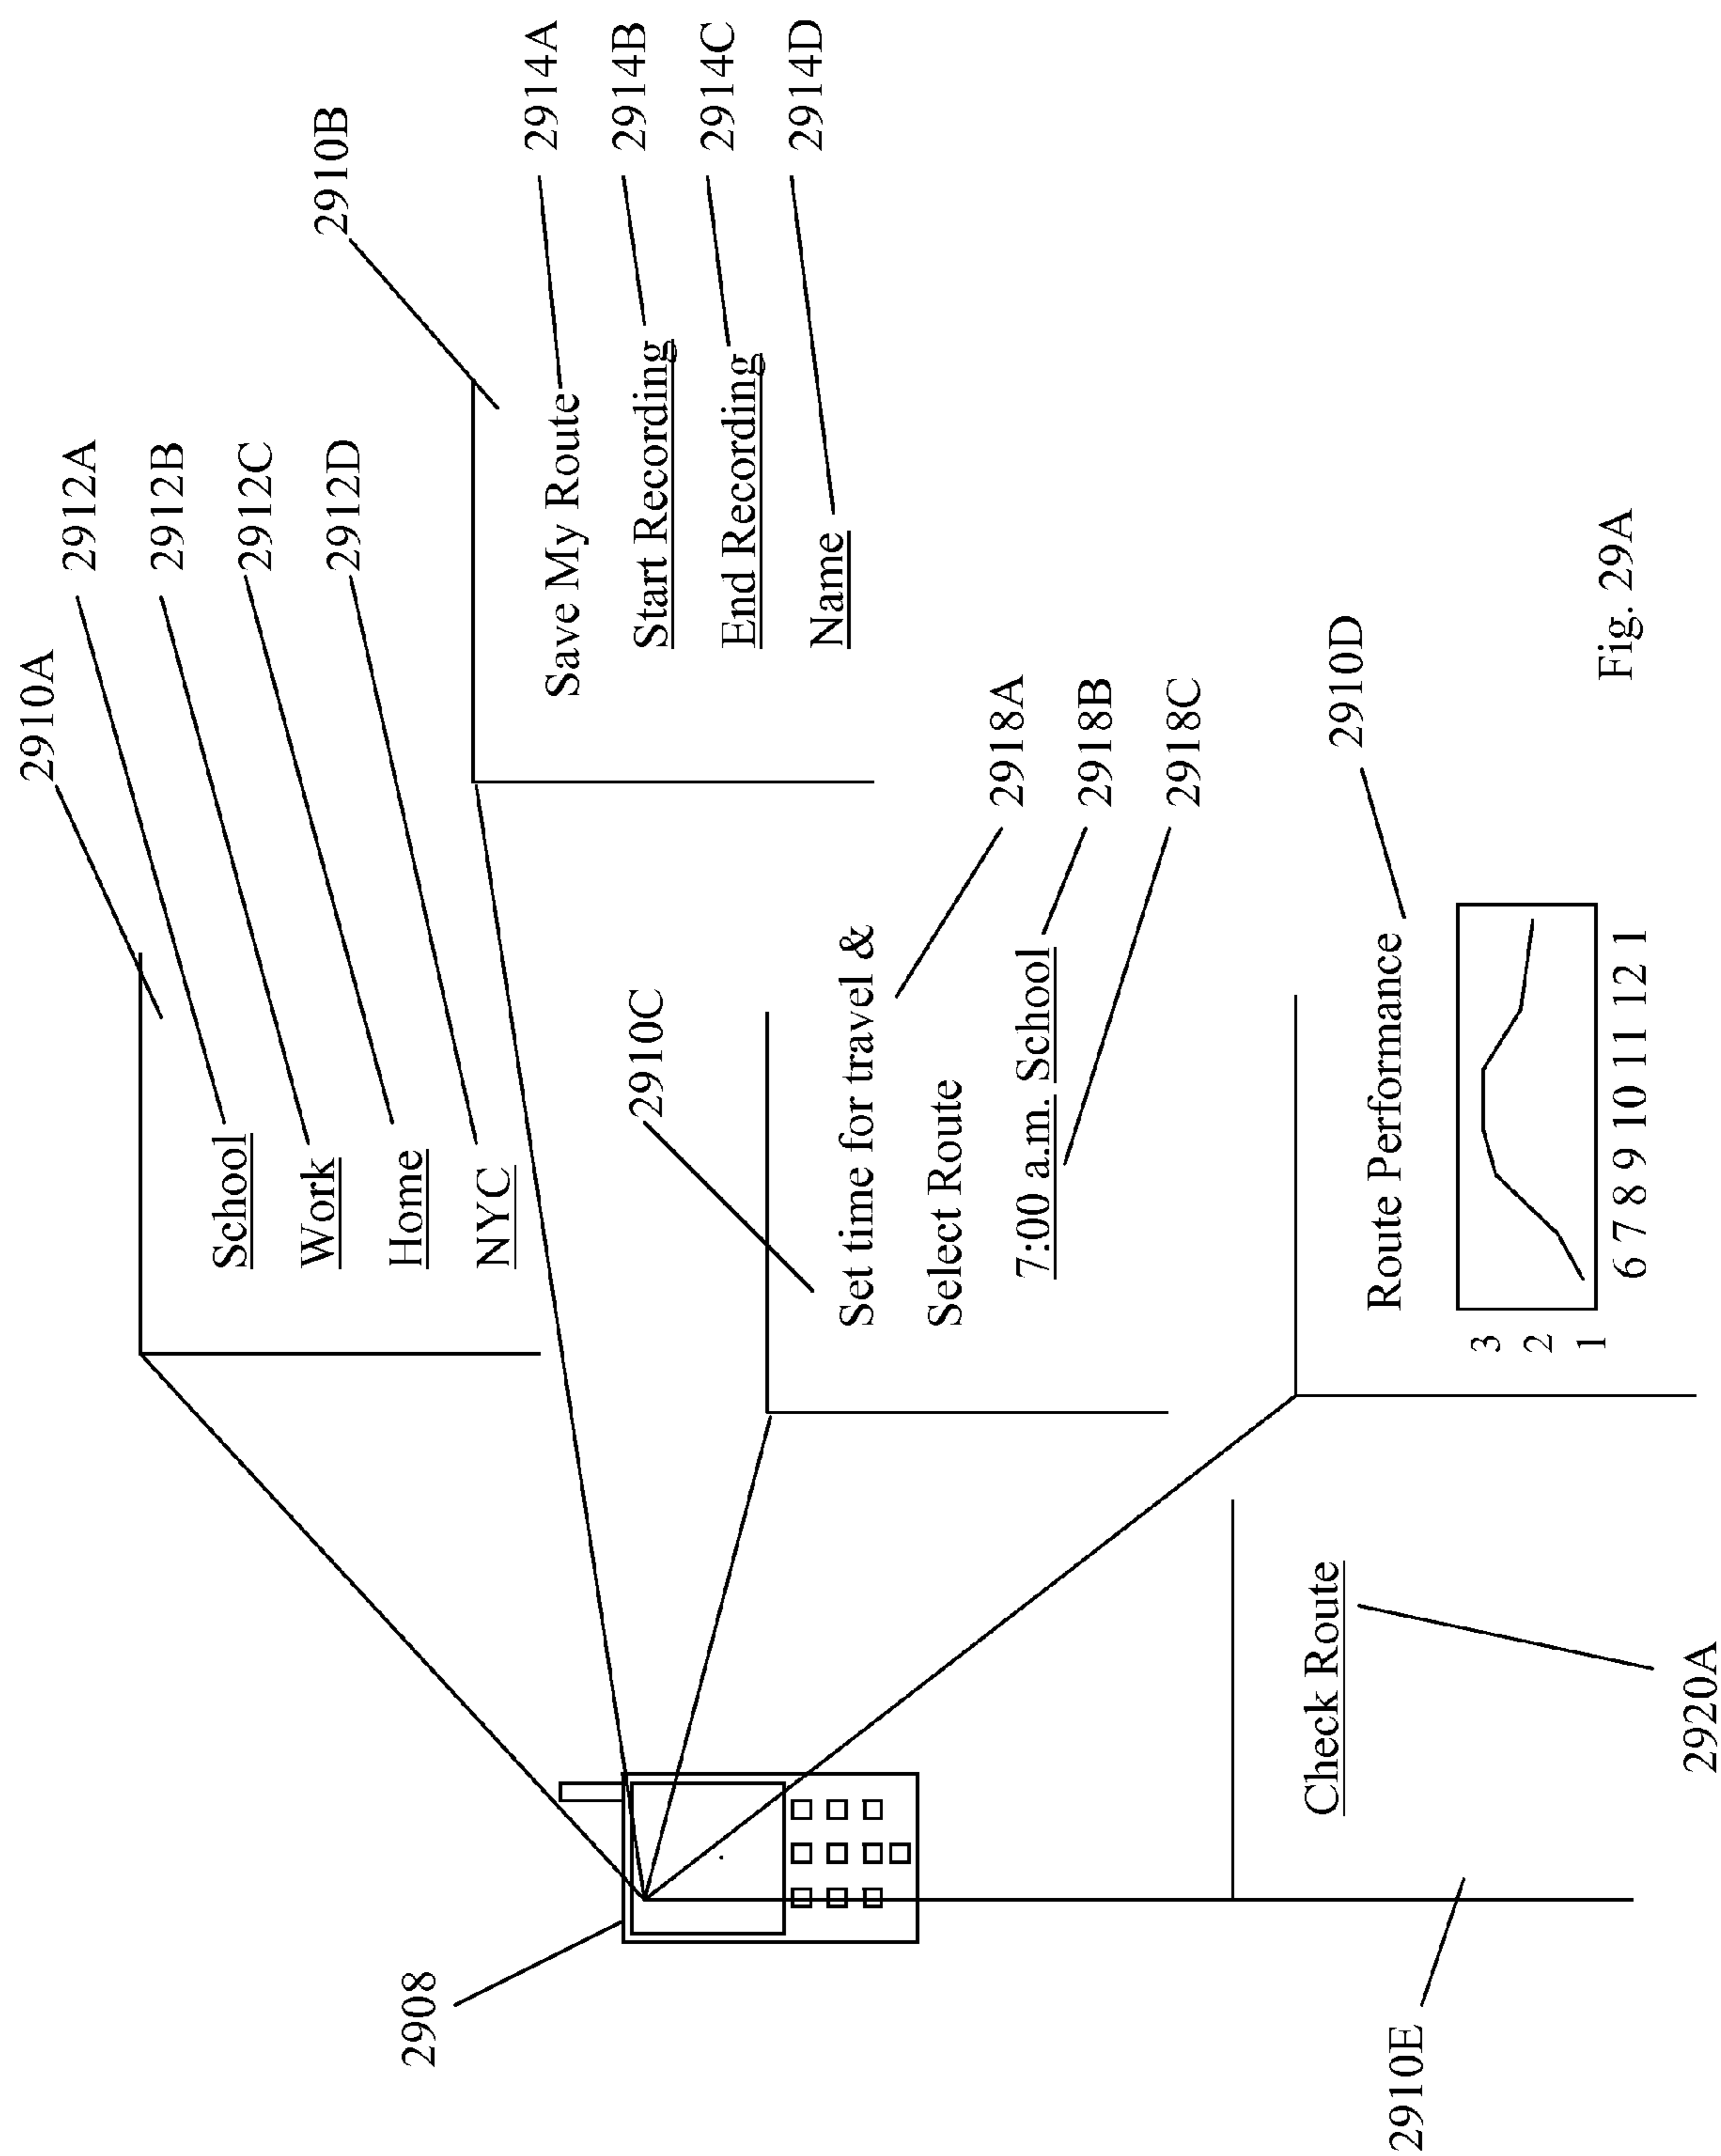 2910A
2912A
2912B
2912C
2912D
School
Work
Home
NYC
2910B
2914A
2914B
2914C
2914D
Save My Route
Start Recording
End Recording
Name
2908
2910C
Set time for travel &
Select Route
7:00 a.m. School
2918A
2918B
2918C
2910D
Route Performance
3
2
1
6 7 8 9 10 11 12 1
Check Route
2910E
2920A
Fig. 29A